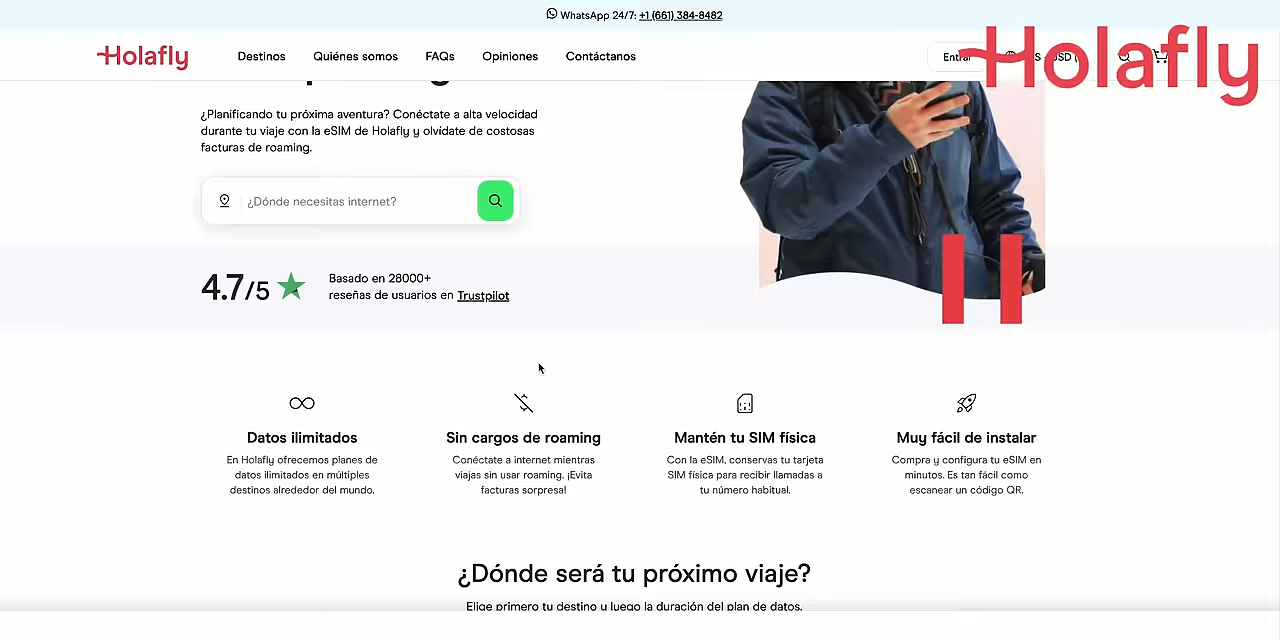 WhatsApp 24/7: +1 (661) 384-8482
Holafly
Destinos
Quiénes somos
FAQs
Opiniones
Contáctanos
Entrar
Holafly
¿Planificando tu próxima aventura? Conéctate a alta velocidad
durante tu viaje con la eSIM de Holafly y olvídate de costosas
facturas de roaming.
¿Dónde necesitas internet?
4.7/5
Basado en 28000+
reseñas de usuarios en Trustpilot
Datos ilimitados
En Holafly ofrecemos planes de
datos ilimitados en múltiples
destinos alrededor del mundo.
Sin cargos de roaming
Conéctate a internet mientras
viajas sin usar roaming. ¡Evita
facturas sorpresa!
Mantén tu SIM física
Con la eSIM, conservas tu tarjeta
SIM física para recibir llamadas a
tu número habitual.
Muy fácil de instalar
Compra y configura tu eSIM en
minutos. Es tan fácil como
escanear un código QR.
¿Dónde será tu próximo viaje?
Elige primero tu destino y luego la duración del plan de datos.